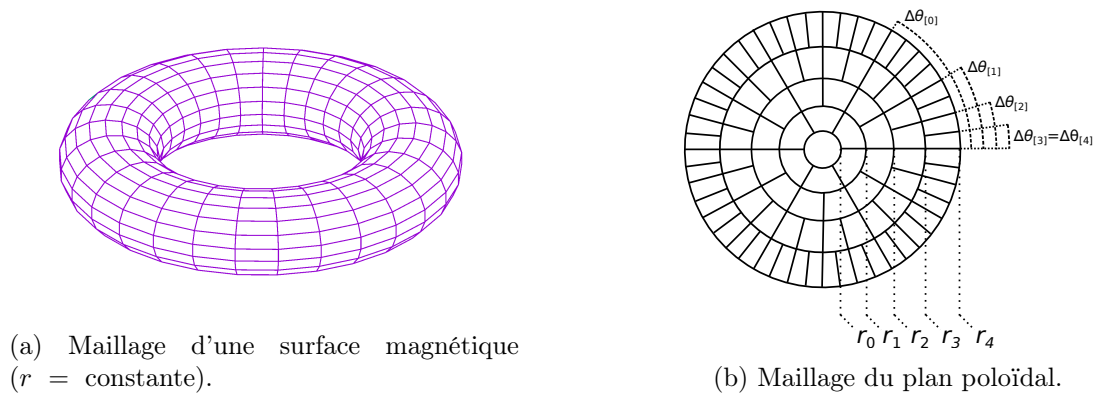 Δθ[0]
Δθ[1]
Δθ[2]
Δθ[3]=Δθ[4]
r0 r1 r2 r3 r4
(a) Maillage d'une surface magnétique
(r = constante).
(b) Maillage du plan poloïdal.